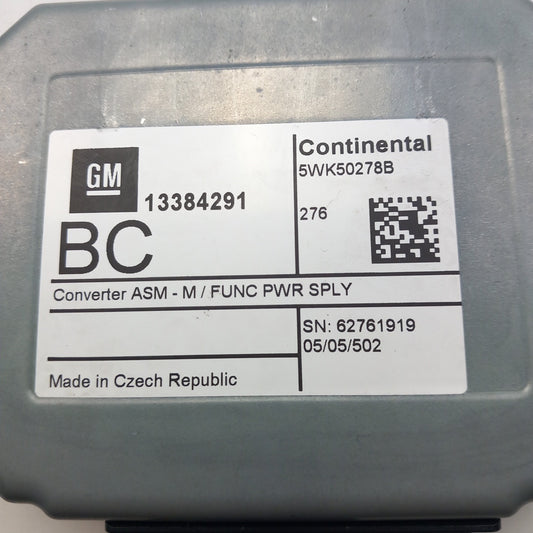 GM
13384291
BC
Continental
5WK50278B
276
Converter ASM - M / FUNC PWR SPLY
SN: 62761919
05/05/502
Made in Czech Republic